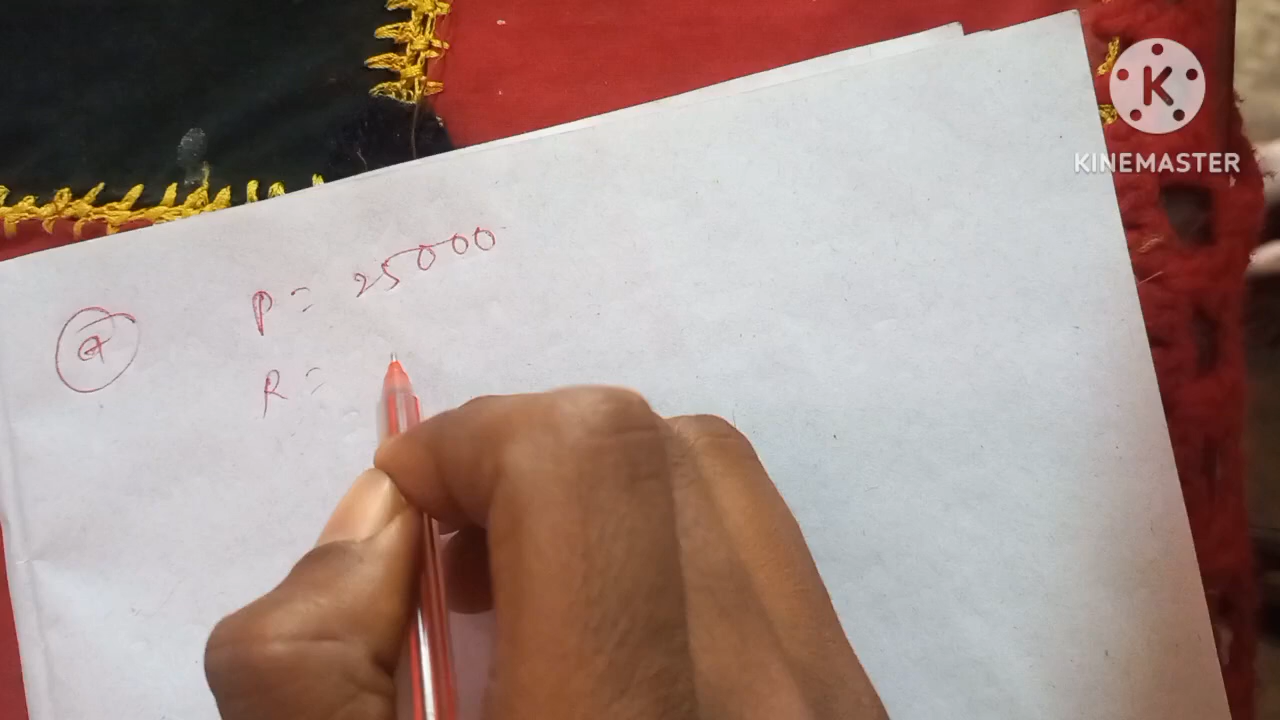 P = 25000
R =
K
KINEMASTER